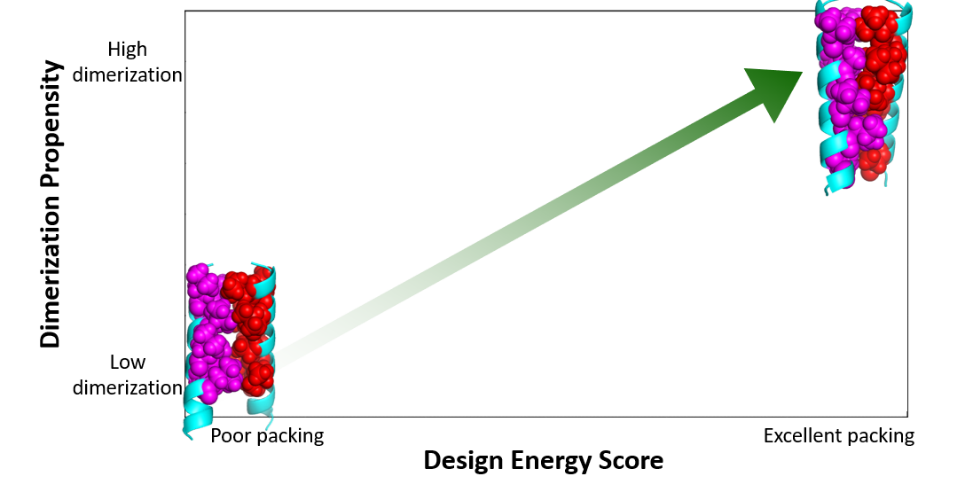 Dimerization Propensity
High
dimerization
Low
dimerization
Poor packing
Excellent packing
Design Energy Score